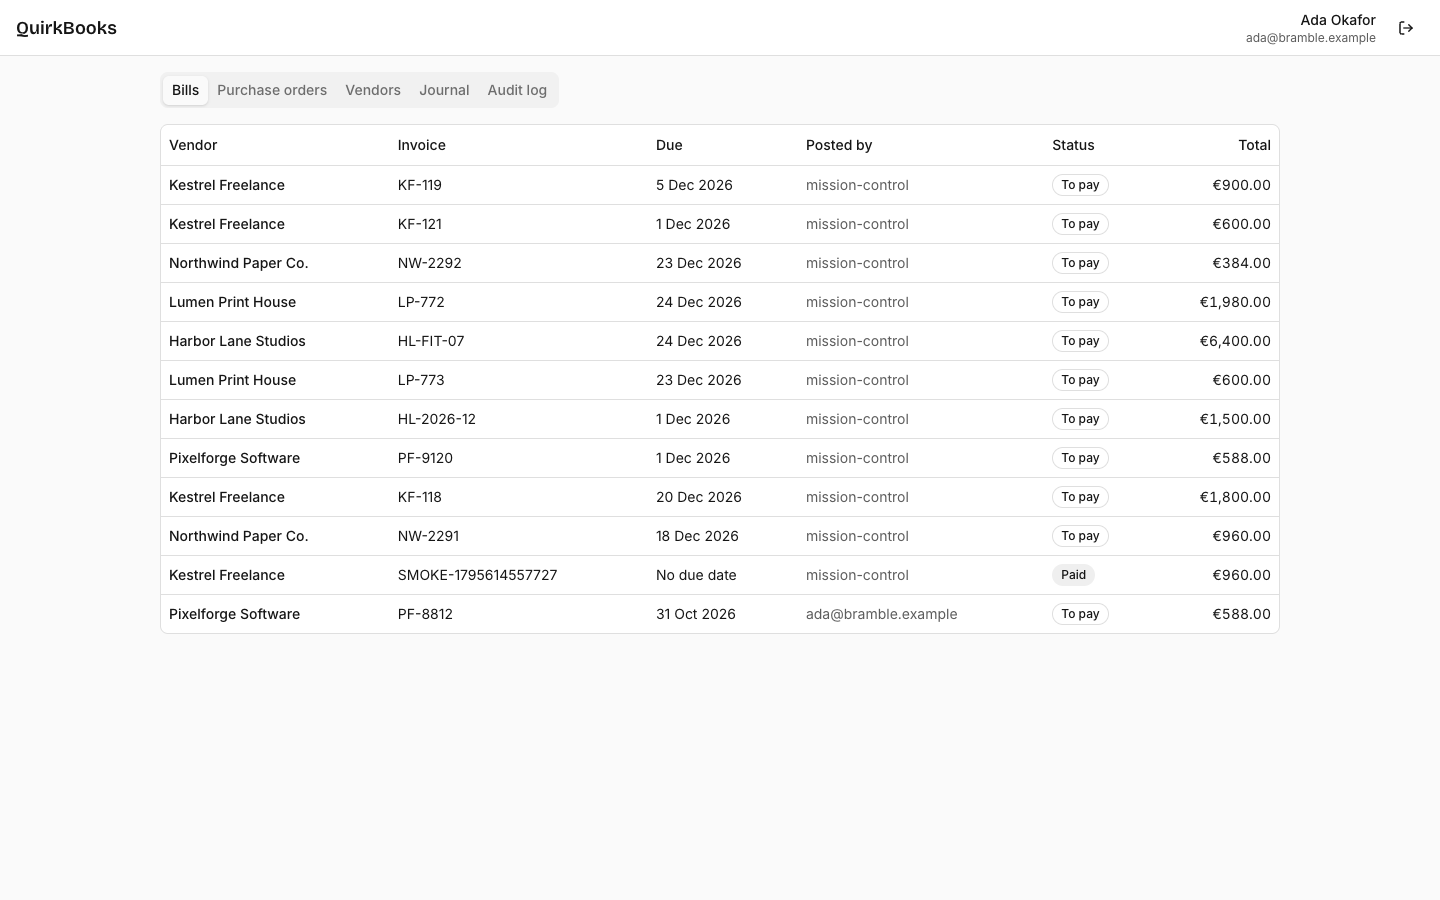 QuirkBooks
Ada Okafor
ada@bramble.example
Bills Purchase orders Vendors Journal Audit log
Vendor Invoice Due Posted by Status Total
Kestrel Freelance KF-119 5 Dec 2026 mission-control To pay €900.00
Kestrel Freelance KF-121 1 Dec 2026 mission-control To pay €600.00
Northwind Paper Co. NW-2292 23 Dec 2026 mission-control To pay €384.00
Lumen Print House LP-772 24 Dec 2026 mission-control To pay €1,980.00
Harbor Lane Studios HL-FIT-07 24 Dec 2026 mission-control To pay €6,400.00
Lumen Print House LP-773 23 Dec 2026 mission-control To pay €600.00
Harbor Lane Studios HL-2026-12 1 Dec 2026 mission-control To pay €1,500.00
Pixelforge Software PF-9120 1 Dec 2026 mission-control To pay €588.00
Kestrel Freelance KF-118 20 Dec 2026 mission-control To pay €1,800.00
Northwind Paper Co. NW-2291 18 Dec 2026 mission-control To pay €960.00
Kestrel Freelance SMOKE-1795614557727 No due date mission-control Paid €960.00
Pixelforge Software PF-8812 31 Oct 2026 ada@bramble.example To pay €588.00